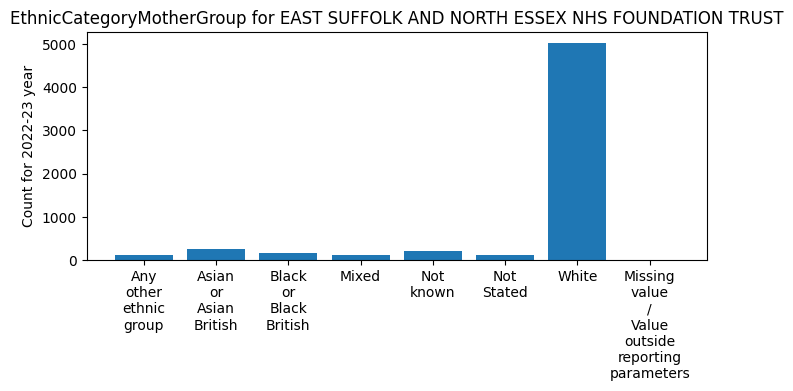 EthnicCategoryMotherGroup for EAST SUFFOLK AND NORTH ESSEX NHS FOUNDATION TRUST
Count for 2022-23 year
5000
4000
3000
2000
1000
0
Any
other
ethnic
group
Asian
or
Asian
British
Black
or
Black
British
Mixed
Not
known
Not
Stated
White
Missing
value
/
Value
outside
reporting
parameters